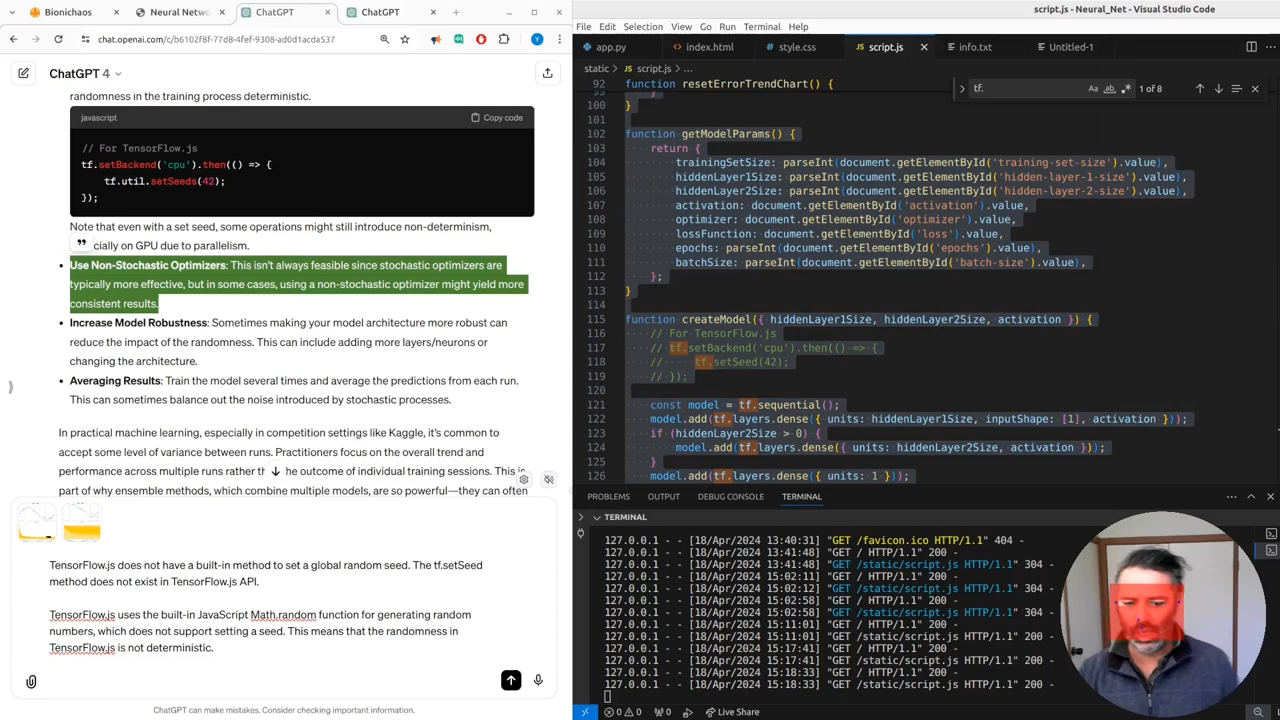 Bionichaos
Neural Netwo
ChatGPT
ChatGPT
chat.openai.com/c/b6102f8f-77d8-4fef-9308-ad0d1acda537
ChatGPT 4
randomness in the training process deterministic.
javascript
Copy code
// For TensorFlow.js
tf.setBackend('cpu').then(() => {
tf.util.setSeeds(42);
});
Note that even with a set seed, some operations might still introduce non-determinism,
cially on GPU due to parallelism.
• Use Non-Stochastic Optimizers: This isn't always feasible since stochastic optimizers are
typically more effective, but in some cases, using a non-stochastic optimizer might yield more
consistent results.
• Increase Model Robustness: Sometimes making your model architecture more robust can
reduce the impact of the randomness. This can include adding more layers/neurons or
changing the architecture.
• Averaging Results: Train the model several times and average the predictions from each run.
This can sometimes balance out the noise introduced by stochastic processes.
In practical machine learning, especially in competition settings like Kaggle, it's common to
accept some level of variance between runs. Practitioners focus on the overall trend and
performance across multiple runs rather th he outcome of individual training sessions. This is
part of why ensemble methods, which combine multiple models, are so powerful—they can often
TensorFlow.js does not have a built-in method to set a global random seed. The tf.setSeed
method does not exist in TensorFlow.js API.
TensorFlow.js uses the built-in JavaScript Math.random function for generating random
numbers, which does not support setting a seed. This means that the randomness in
TensorFlow.js is not deterministic.
ChatGPT can make mistakes. Consider checking important information.
script.js - Neural_Net - Visual Studio Code
File Edit Selection View Go Run Terminal Help
app.py
index.html
style.css
script.js
info.txt
Untitled-1
static > script.js > ...
92 function resetErrorTrendChart() {
tf.
1 of 8
99 }
100 }
101
102 function getModelParams() {
103 return {
104 trainingSetSize: parseInt(document.getElementById('training-set-size').value),
105 hiddenLayer1Size: parseInt(document.getElementById('hidden-layer-1-size').value),
106 hiddenLayer2Size: parseInt(document.getElementById('hidden-layer-2-size').value),
107 activation: document.getElementById('activation').value,
108 optimizer: document.getElementById('optimizer').value,
109 lossFunction: document.getElementById('loss').value,
110 epochs: parseInt(document.getElementById('epochs').value),
111 batchSize: parseInt(document.getElementById('batch-size').value),
112 };
113 }
114
115 function createModel({ hiddenLayer1Size, hiddenLayer2Size, activation }) {
116 // For TensorFlow.js
117 // tf.setBackend('cpu').then(() => {
118 // tf.setSeed(42);
119 // });
120
121 const model = tf.sequential();
122 model.add(tf.layers.dense({ units: hiddenLayer1Size, inputShape: [1], activation }));
123 if (hiddenLayer2Size > 0) {
124 model.add(tf.layers.dense({ units: hiddenLayer2Size, activation }));
125 }
126 model.add(tf.layers.dense({ units: 1 }));
PROBLEMS OUTPUT DEBUG CONSOLE TERMINAL
TERMINAL
127.0.0.1 - - [18/Apr/2024 13:40:31] "GET /favicon.ico HTTP/1.1" 404 -
127.0.0.1 - - [18/Apr/2024 13:41:48] "GET / HTTP/1.1" 200 -
127.0.0.1 - - [18/Apr/2024 13:41:48] "GET /static/script.js HTTP/1.1" 304 -
127.0.0.1 - - [18/Apr/2024 15:02:11] "GET / HTTP/1.1" 200 -
127.0.0.1 - - [18/Apr/2024 15:02:12] "GET /static/script.js HTTP/1.1" 304 -
127.0.0.1 - - [18/Apr/2024 15:02:58] "GET / HTTP/1.1" 200 -
127.0.0.1 - - [18/Apr/2024 15:02:58] "GET /static/script.js HTTP/1.1" 304 -
127.0.0.1 - - [18/Apr/2024 15:11:01] "GET / HTTP/1.1" 200 -
127.0.0.1 - - [18/Apr/2024 15:11:01] "GET /static/script.js HTTP/1.1" 200 -
127.0.0.1 - - [18/Apr/2024 15:17:41] "GET /static/script.js HTTP/1.1" 200 -
127.0.0.1 - - [18/Apr/2024 15:18:33] "GET / HTTP/1.1" 200 -
127.0.0.1 - - [18/Apr/2024 15:18:33] "GET /static/script.js HTTP/1.1" 200 -
0 0 0 Live Share